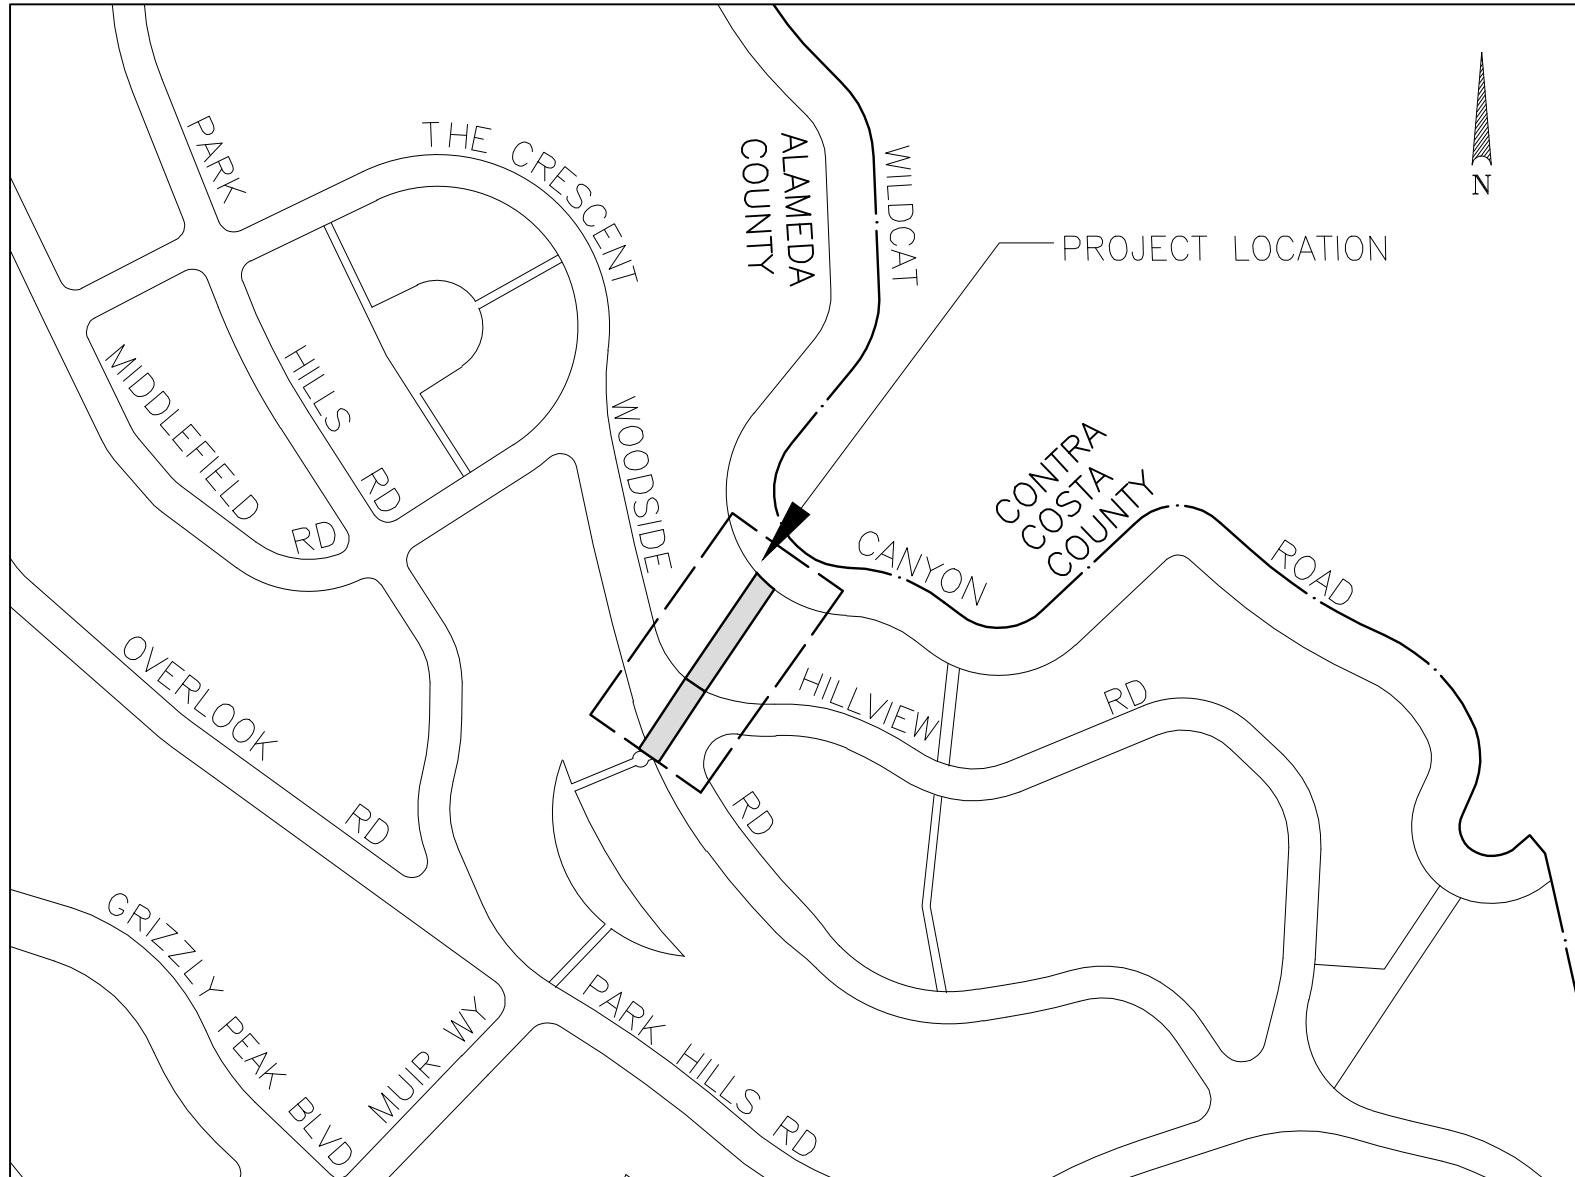 PARK
HILLS
RD
THE CRESCENT
ALAMEDA
COUNTY
WILDCAT
CANYON
ROAD
N
PROJECT LOCATION
MIDDLEFIELD
RD
WOODSIDE
RD
CONTRA
COSTA
COUNTY
HILLVIEW
RD
OVERLOOK
RD
GRIZZLY
PEAK BLVD
MUIR WY
PARK HILLS RD